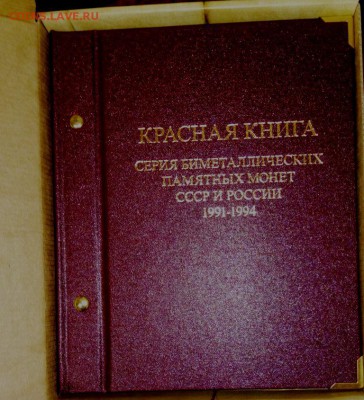 КРАСНАЯ КНИГА
СЕРИЯ БИМЕТАЛЛИЧЕСКИХ
ПАМЯТНЫХ МОНЕТ
СССР И РОССИИ
1991-1994